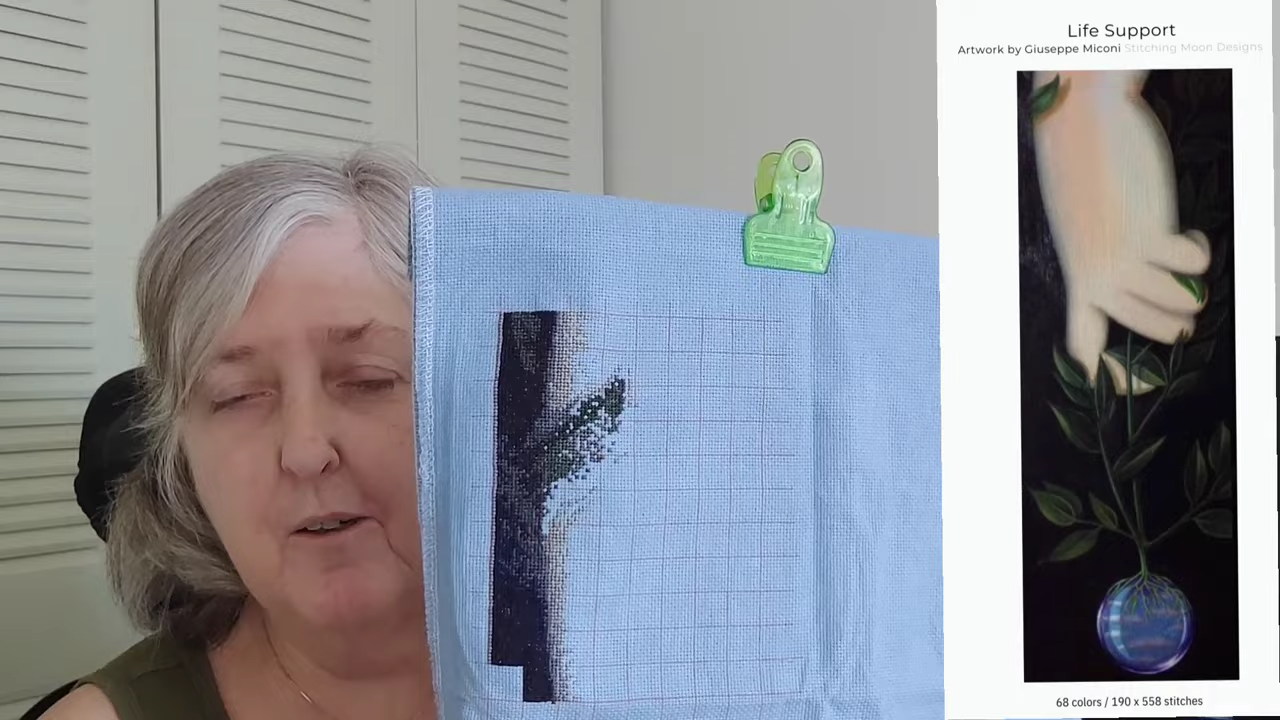 Life Support
Artwork by Giuseppe Miconi Stitching Moon Designs
68 colors / 190 x 558 stitches